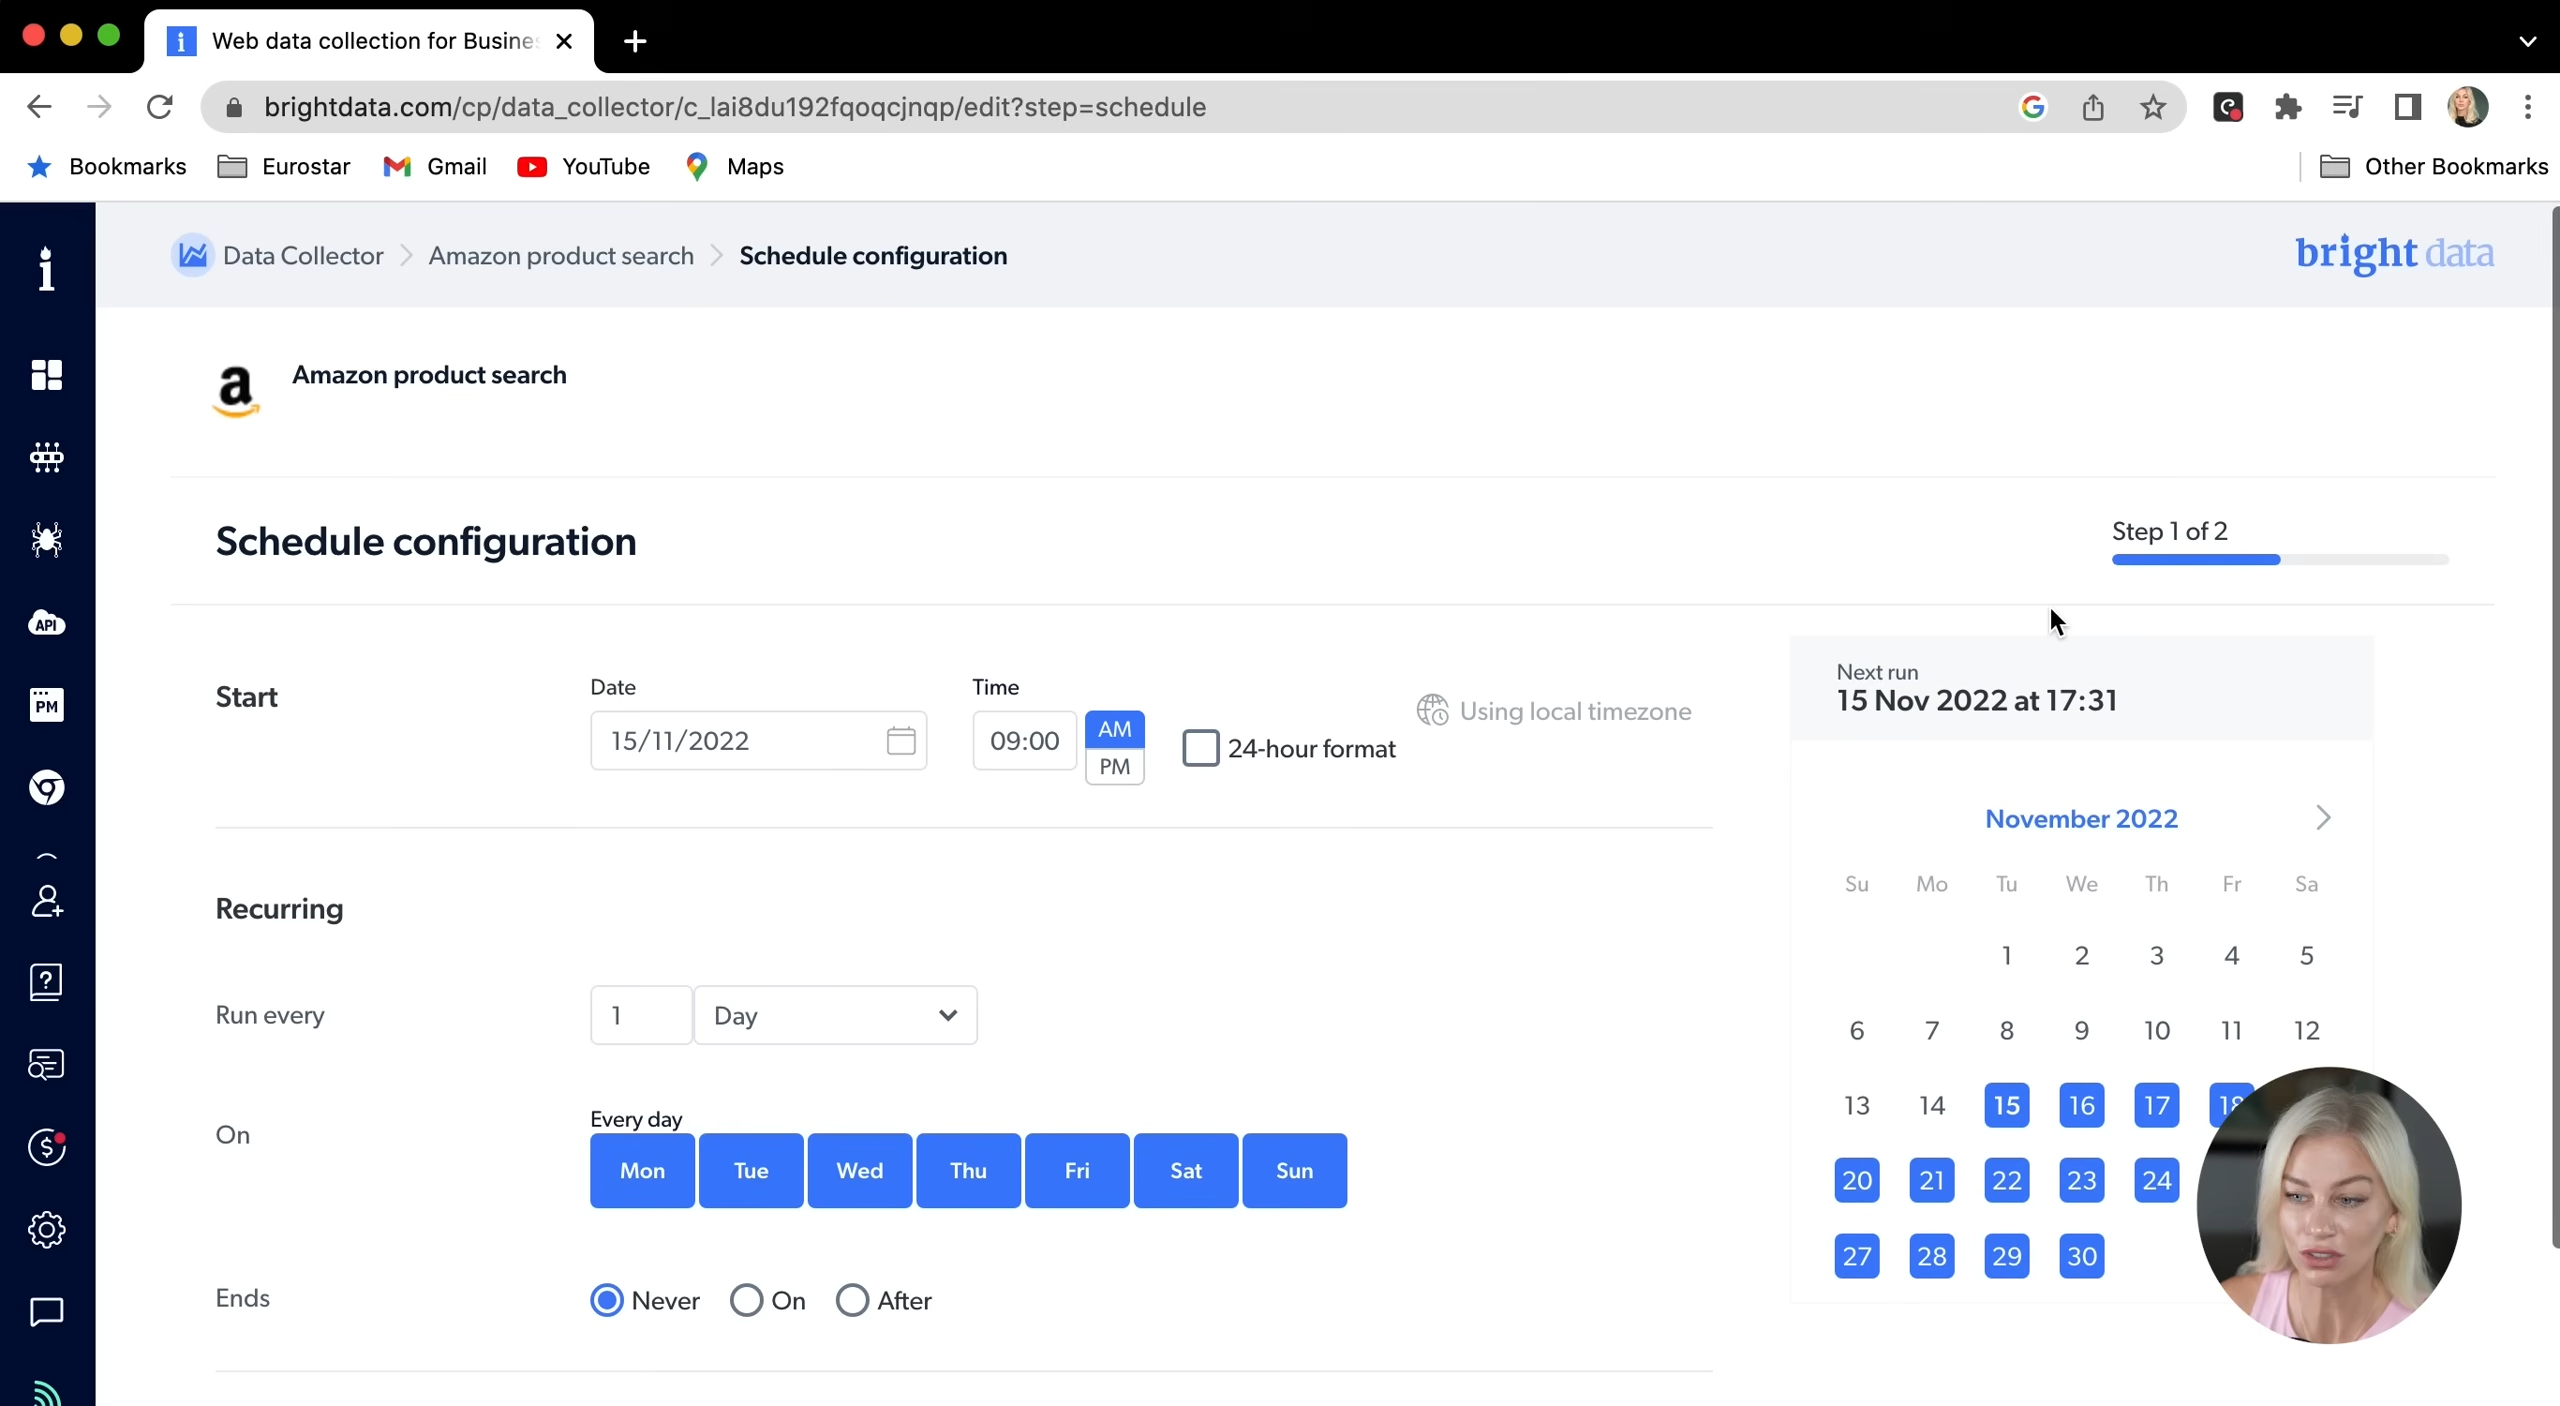 Web data collection for Busine
brightdata.com/cp/data_collector/c_lai8du192fqoqcjnqp/edit?step=schedule
Bookmarks Eurostar Gmail YouTube Maps Other Bookmarks
Data Collector > Amazon product search > Schedule configuration
bright data
Amazon product search
Schedule configuration
Step 1 of 2
Start
Date
15/11/2022
Time
09:00
AM
PM
24-hour format
Using local timezone
Next run
15 Nov 2022 at 17:31
November 2022
Su Mo Tu We Th Fr Sa
1 2 3 4 5
6 7 8 9 10 11 12
13 14 15 16 17 18
20 21 22 23 24
27 28 29 30
Recurring
Run every
1 Day
On
Every day
Mon Tue Wed Thu Fri Sat Sun
Ends
Never On After
API
PM